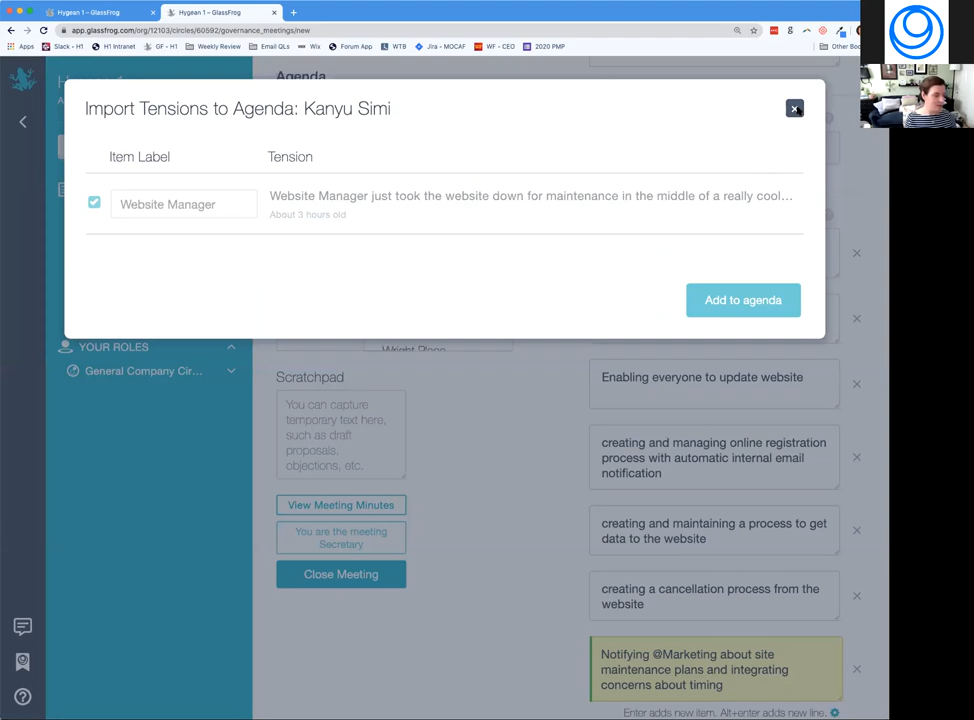 Hygean 1 – GlassFrog
Hygean 1 – GlassFrog
app.glassfrog.com/org/12103/circles/60592/governance_meetings/new
Apps
Slack - H1
H1 Intranet
GF - H1
Weekly Review
Email QLs
Wix
Forum App
WTB
Jira - MOCAF
WF - CEO
2020 PMP
Other Boo
Agenda
Import Tensions to Agenda: Kanyu Simi
Item Label
Tension
Website Manager
Website Manager just took the website down for maintenance in the middle of a really cool...
About 3 hours old
Add to agenda
YOUR ROLES
General Company Cir...
Wright Plane
Scratchpad
You can capture
temporary text here,
such as draft
proposals,
objections, etc.
View Meeting Minutes
You are the meeting
Secretary
Close Meeting
Enabling everyone to update website
creating and managing online registration
process with automatic internal email
notification
creating and maintaining a process to get
data to the website
creating a cancellation process from the
website
Notifying @Marketing about site
maintenance plans and integrating
concerns about timing
Enter adds new item. Alt+enter adds new line.